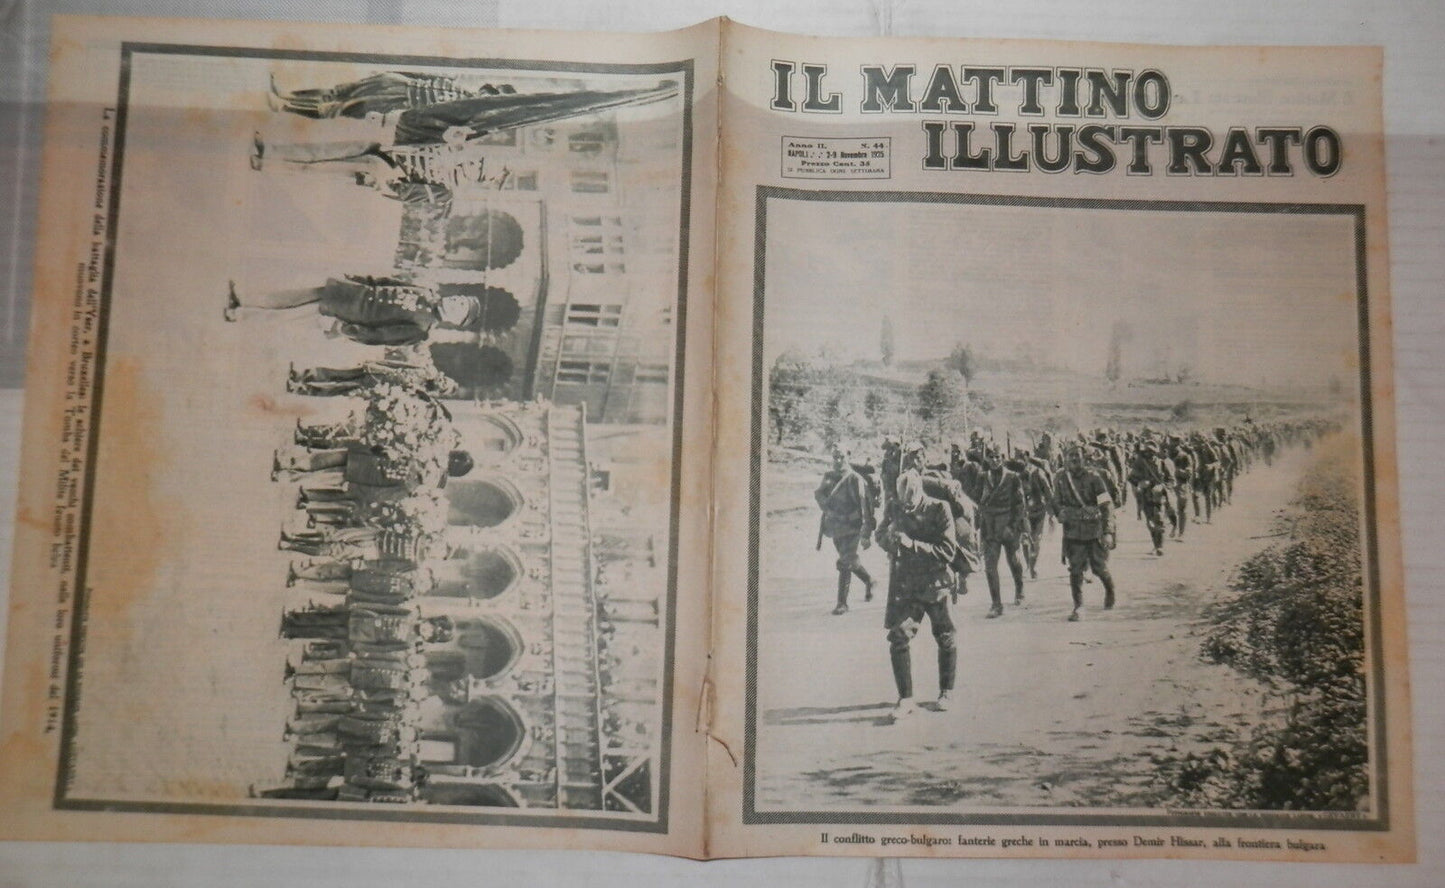 IL MATTINO
ILLUSTRATO
Anno II. N. 44
NAPOLI 2-9 Novembre 1925
Prezzo Cent. 35
SI PUBBLICA OGNI SETTIMANA
Il conflitto greco-bulgaro: fanterie greche in marcia, presso Demir Hissar, alla frontiera bulgara
La commemorazione della battaglia dell'Yser, a Bruxelles: le schiere dei vecchi combattenti, nelle loro uniformi del 1914,
muovono in corteo verso la Tomba del Milite Ignoto belga